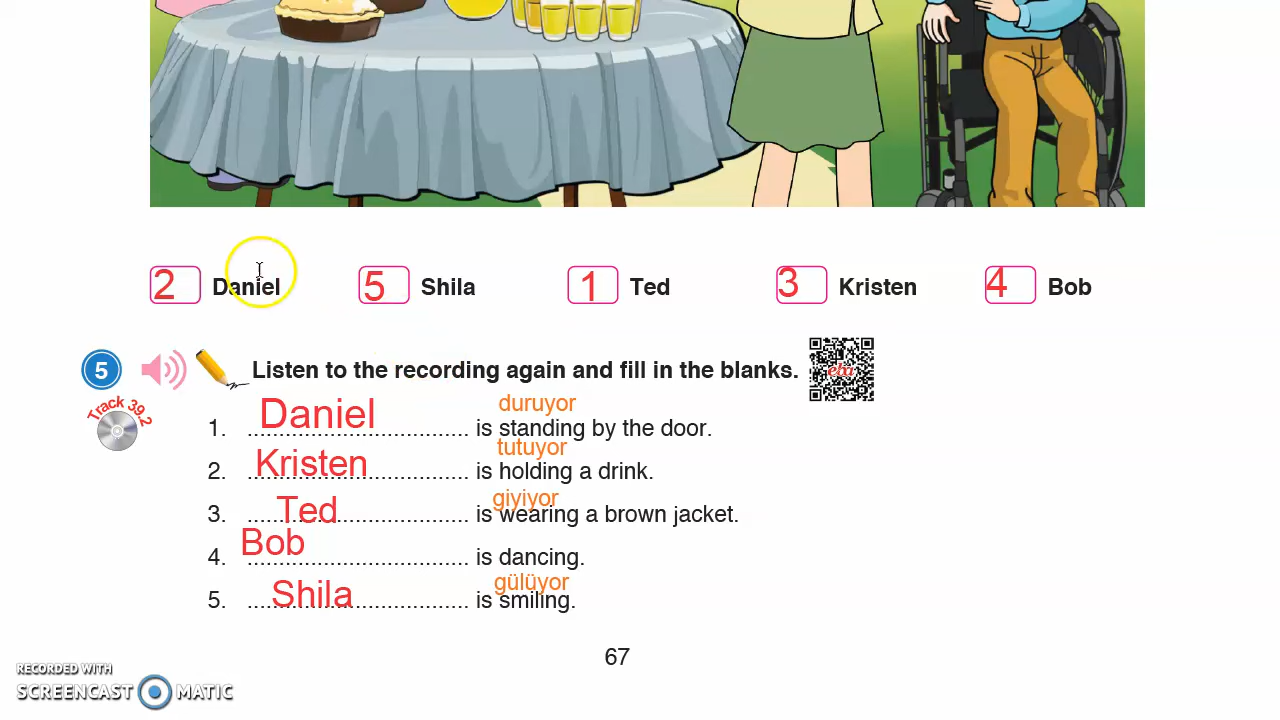 2 Daniel 5 Shila 1 Ted 3 Kristen 4 Bob
5 Listen to the recording again and fill in the blanks. eba
Track 39.2
duruyor
1. Daniel is standing by the door.
tutuyor
2. Kristen is holding a drink.
giyiyor
3. Ted is wearing a brown jacket.
4. Bob is dancing.
gülüyor
5. Shila is smiling.
67
RECORDED WITH
SCREENCAST MATIC